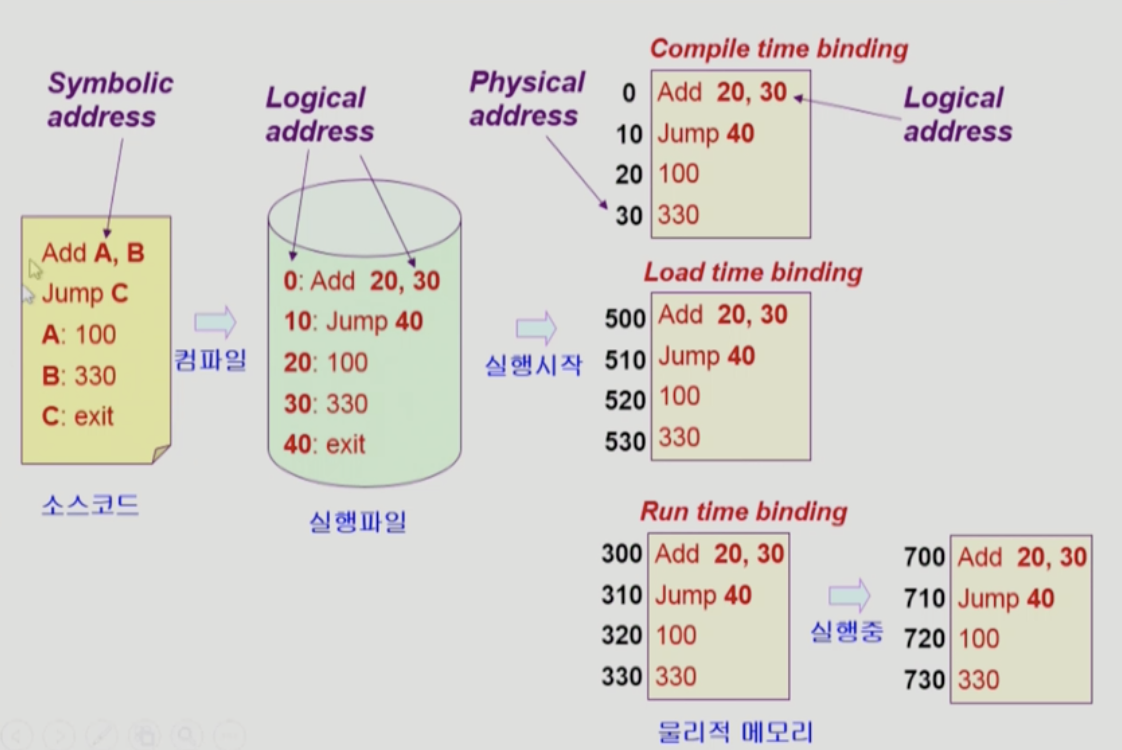 Symbolic
address
Add A, B
Jump C
A: 100
B: 330
C: exit
소스코드
컴파일
Logical
address
0: Add 20, 30
10: Jump 40
20: 100
30: 330
40: exit
실행파일
실행시작
Physical
address
Compile time binding
0 Add 20, 30
10 Jump 40
20 100
30 330
Logical
address
Load time binding
500 Add 20, 30
510 Jump 40
520 100
530 330
Run time binding
300 Add 20, 30
310 Jump 40
320 100
330 330
실행중
700 Add 20, 30
710 Jump 40
720 100
730 330
물리적 메모리